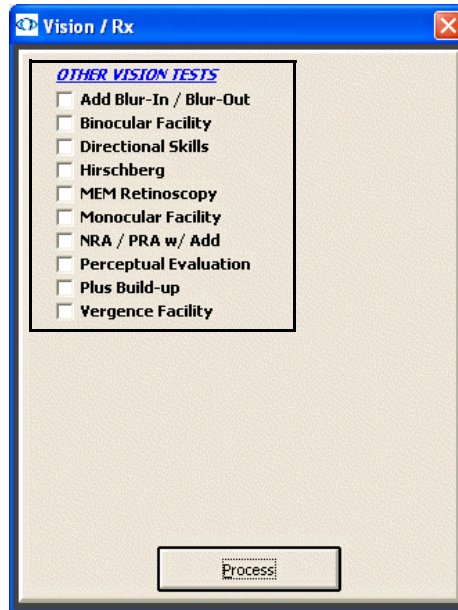 Vision / Rx
OTHER VISION TESTS
Add Blur-In / Blur-Out
Binocular Facility
Directional Skills
Hirschberg
MEM Retinoscopy
Monocular Facility
NRA / PRA w/ Add
Perceptual Evaluation
Plus Build-up
Vergence Facility
Process